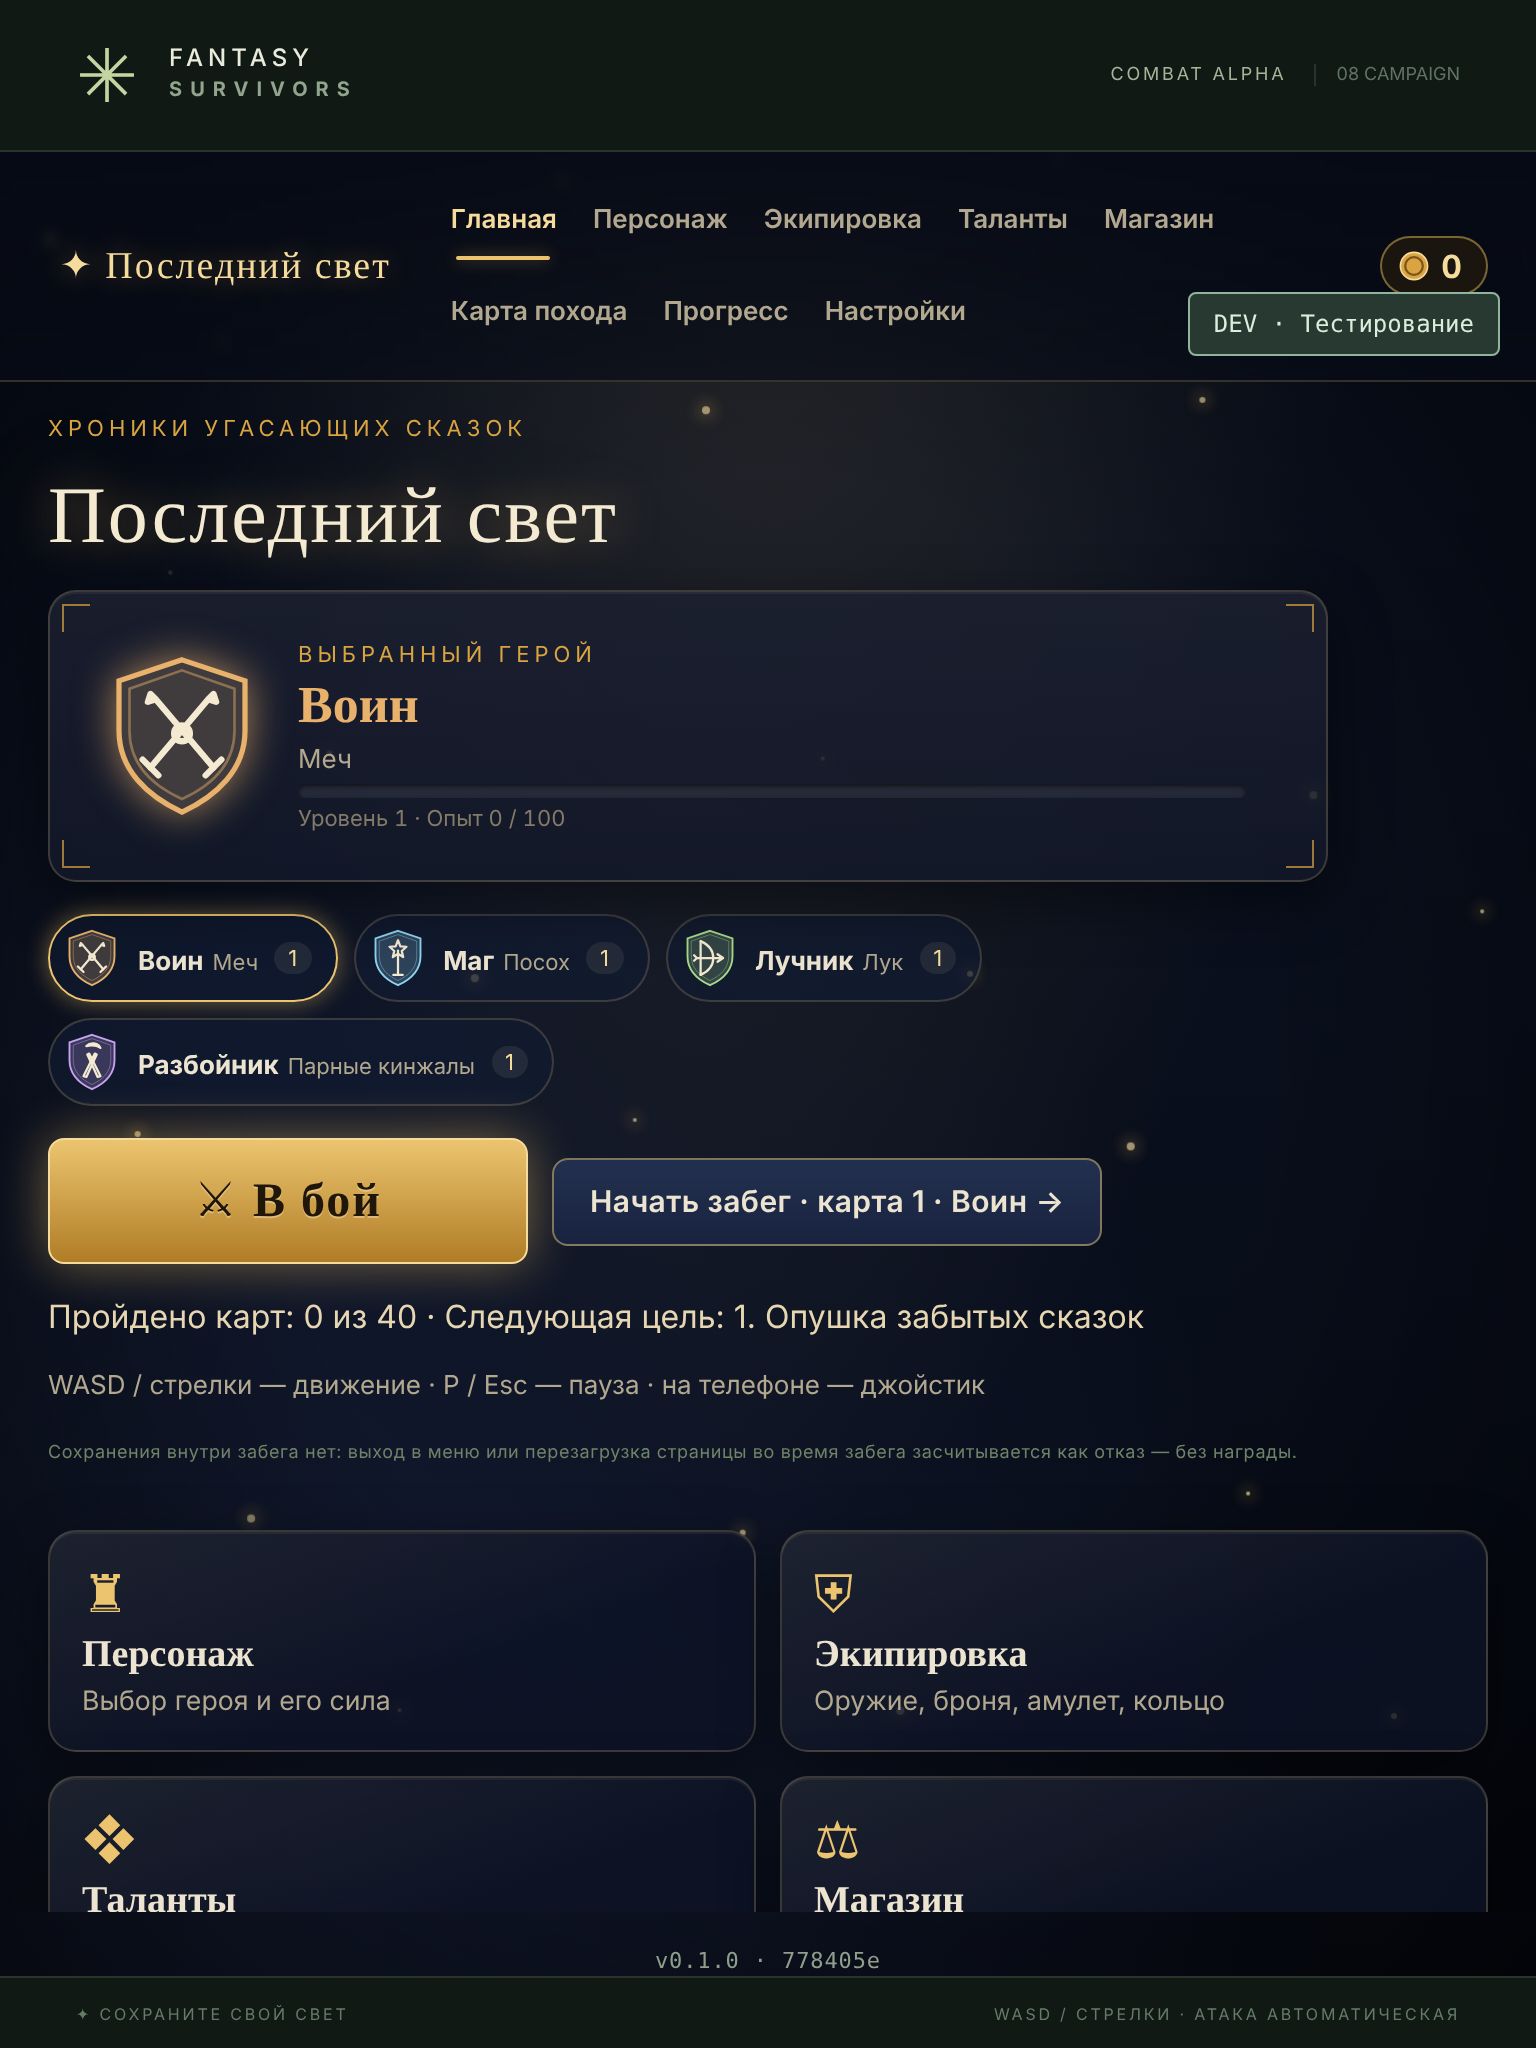 FANTASY
SURVIVORS
COMBAT ALPHA
08 CAMPAIGN
✦ Последний свет
Главная Персонаж Экипировка Таланты Магазин
Карта похода Прогресс Настройки
0
DEV · Тестирование
ХРОНИКИ УГАСАЮЩИХ СКАЗОК
Последний свет
ВЫБРАННЫЙ ГЕРОЙ
Воин
Меч
Уровень 1 · Опыт 0 / 100
Воин Меч 1
Маг Посох 1
Лучник Лук 1
Разбойник Парные кинжалы 1
⚔ В бой
Начать забег · карта 1 · Воин →
Пройдено карт: 0 из 40 · Следующая цель: 1. Опушка забытых сказок
WASD / стрелки — движение · P / Esc — пауза · на телефоне — джойстик
Сохранения внутри забега нет: выход в меню или перезагрузка страницы во время забега засчитывается как отказ — без награды.
Персонаж
Выбор героя и его сила
Экипировка
Оружие, броня, амулет, кольцо
Таланты
Магазин
v0.1.0 · 778405e
✦ СОХРАНИТЕ СВОЙ СВЕТ
WASD / СТРЕЛКИ · АТАКА АВТОМАТИЧЕСКАЯ